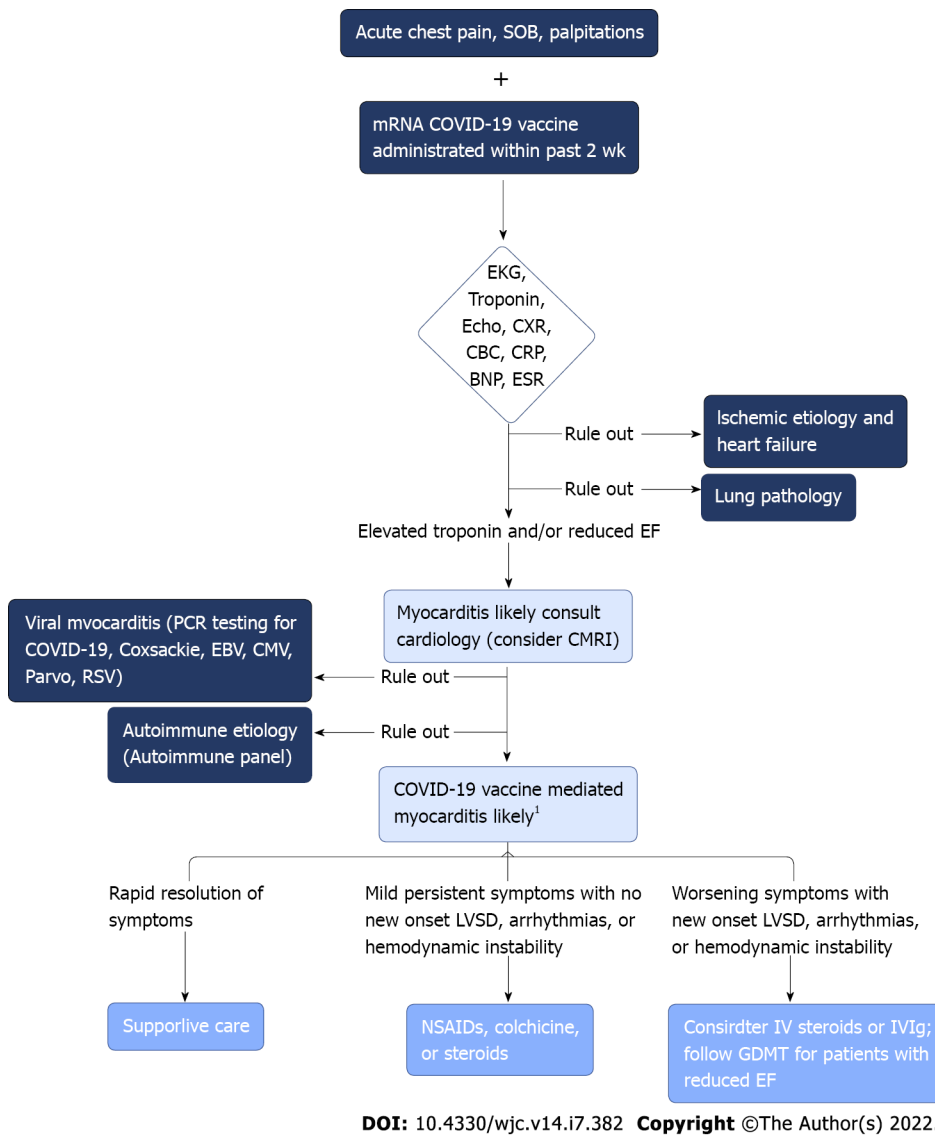 Acute chest pain, SOB, palpitations
+
mRNA COVID-19 vaccine
administrated within past 2 wk
EKG,
Troponin,
Echo, CXR,
CBC, CRP,
BNP, ESR
Rule out
Ischemic etiology and
heart failure
Rule out
Lung pathology
Elevated troponin and/or reduced EF
Myocarditis likely consult
cardiology (consider CMRI)
Viral mvocarditis (PCR testing for
COVID-19, Coxsackie, EBV, CMV,
Parvo, RSV)
Rule out
Autoimmune etiology
(Autoimmune panel)
Rule out
COVID-19 vaccine mediated
myocarditis likely¹
Rapid resolution of
symptoms
Mild persistent symptoms with no
new onset LVSD, arrhythmias, or
hemodynamic instability
Worsening symptoms with
new onset LVSD, arrhythmias,
or hemodynamic instability
Supporlive care
NSAIDs, colchicine,
or steroids
Consirdter IV steroids or IVIg;
follow GDMT for patients with
reduced EF
DOI: 10.4330/wjc.v14.i7.382 Copyright ©The Author(s) 2022.